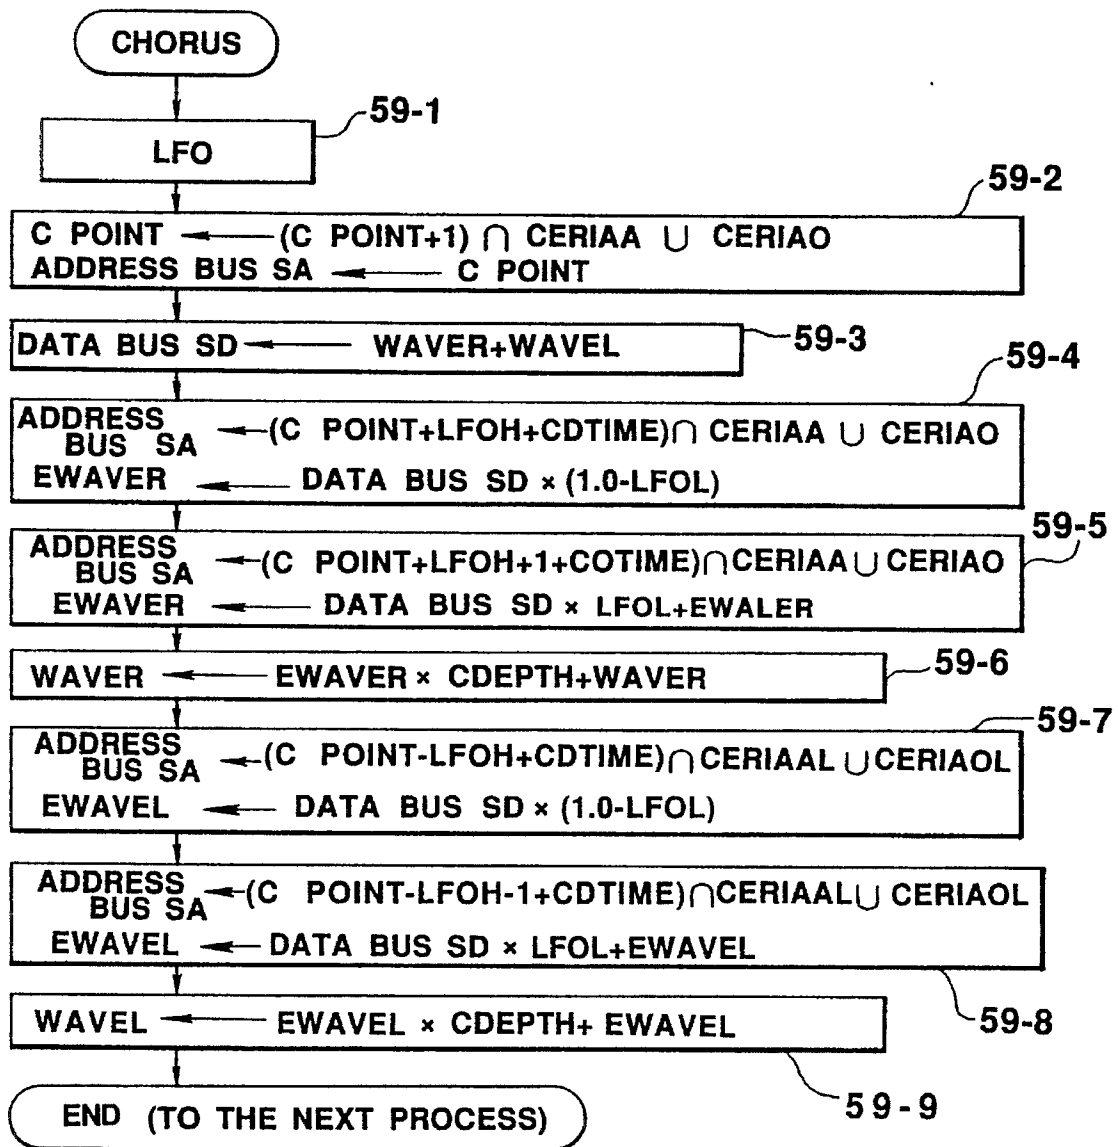 CHORUS
59-1
LFO
59-2
C POINT ← (C POINT+1) ∩ CERIAA ∪ CERIAO
ADDRESS BUS SA ← C POINT
59-3
DATA BUS SD ← WAVER+WAVEL
59-4
ADDRESS
BUS SA ← (C POINT+LFOH+CDTIME)∩ CERIAA ∪ CERIAO
EWAVER ← DATA BUS SD × (1.0-LFOL)
59-5
ADDRESS
BUS SA ← (C POINT+LFOH+1+COTIME)∩CERIAA∪CERIAO
EWAVER ← DATA BUS SD × LFOL+EWALER
59-6
WAVER ← EWAVER × CDEPTH+WAVER
59-7
ADDRESS
BUS SA ← (C POINT-LFOH+CDTIME)∩CERIAAL ∪CERIAOL
EWAVEL ← DATA BUS SD × (1.0-LFOL)
ADDRESS
BUS SA ← (C POINT-LFOH-1+CDTIME)∩CERIAAL∪ CERIAOL
EWAVEL ← DATA BUS SD × LFOL+EWAVEL
59-8
WAVEL ← EWAVEL × CDEPTH+ EWAVEL
59-9
END (TO THE NEXT PROCESS)